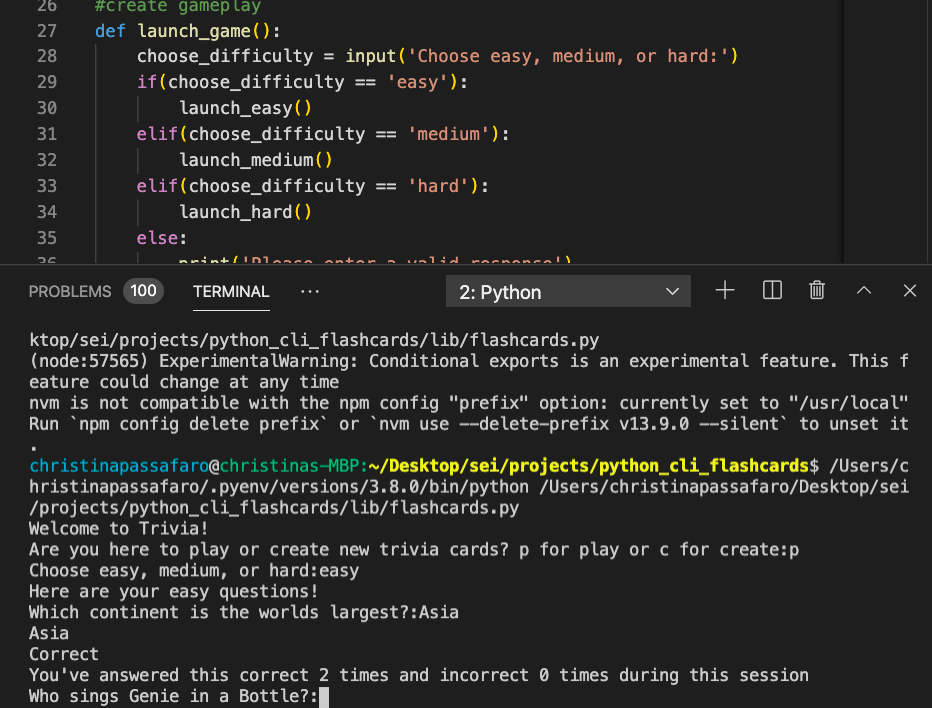 26 #create gameplay
27 def launch_game():
28 choose_difficulty = input('Choose easy, medium, or hard:')
29 if(choose_difficulty == 'easy'):
30 launch_easy()
31 elif(choose_difficulty == 'medium'):
32 launch_medium()
33 elif(choose_difficulty == 'hard'):
34 launch_hard()
35 else:
36 print('Please enter a valid response')
PROBLEMS 100 TERMINAL ... 2: Python
ktop/sei/projects/python_cli_flashcards/lib/flashcards.py
(node:57565) ExperimentalWarning: Conditional exports is an experimental feature. This f
eature could change at any time
nvm is not compatible with the npm config "prefix" option: currently set to "/usr/local"
Run `npm config delete prefix` or `nvm use --delete-prefix v13.9.0 --silent` to unset it
.
christinapassafaro@christinas-MBP:~/Desktop/sei/projects/python_cli_flashcards$ /Users/c
hristinapassafaro/.pyenv/versions/3.8.0/bin/python /Users/christinapassafaro/Desktop/sei
/projects/python_cli_flashcards/lib/flashcards.py
Welcome to Trivia!
Are you here to play or create new trivia cards? p for play or c for create:p
Choose easy, medium, or hard:easy
Here are your easy questions!
Which continent is the worlds largest?:Asia
Asia
Correct
You've answered this correct 2 times and incorrect 0 times during this session
Who sings Genie in a Bottle?: